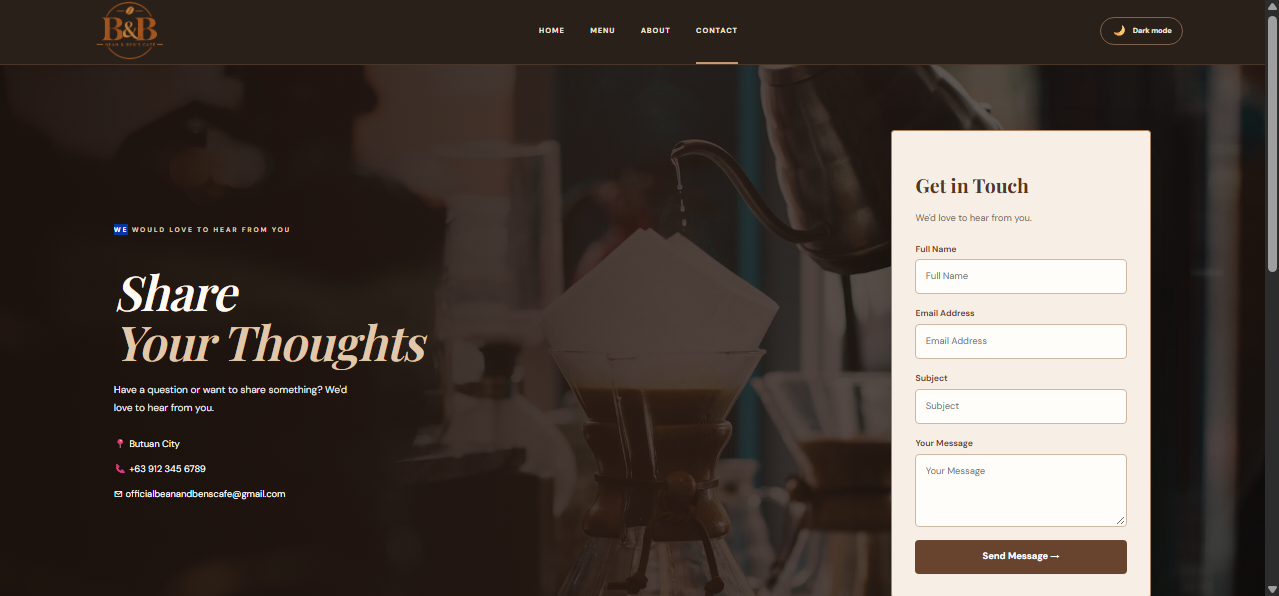 B&B
BEAN & BEN'S CAFE
HOME
MENU
ABOUT
CONTACT
Dark mode
WE WOULD LOVE TO HEAR FROM YOU
Share
Your Thoughts
Have a question or want to share something? We'd
love to hear from you.
Butuan City
+63 912 345 6789
officialbeanandbenscafe@gmail.com
Get in Touch
We'd love to hear from you.
Full Name
Full Name
Email Address
Email Address
Subject
Subject
Your Message
Your Message
Send Message →